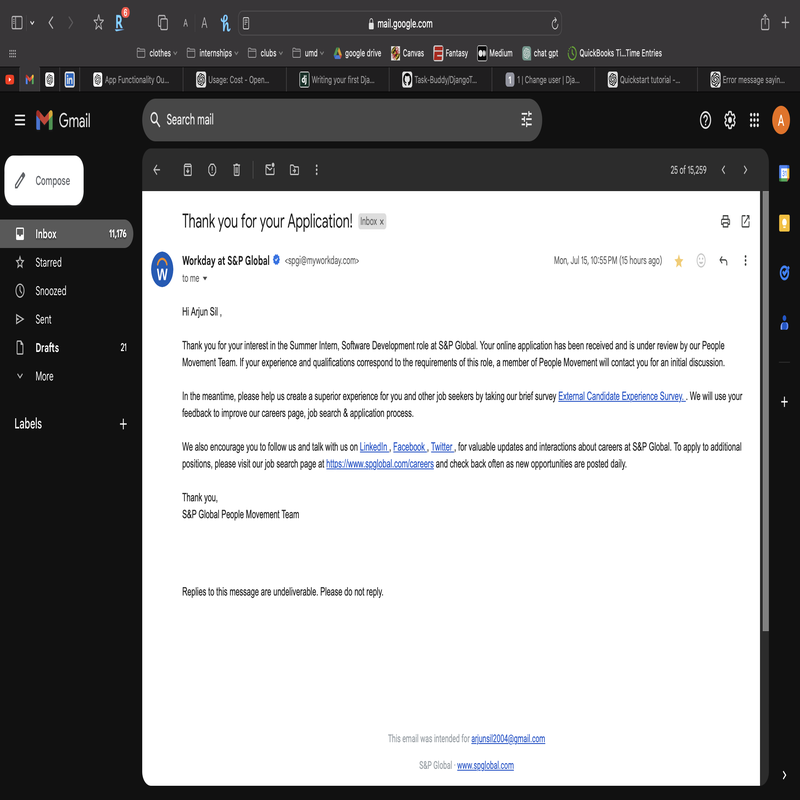 6
A A
mail.google.com
clothes internships clubs umd google drive Canvas Fantasy Medium chat gpt QuickBooks Ti...Time Entries
App Functionality Ou... Usage: Cost - Open... Writing your first Dja... Task-Buddy/DjangoT... 1 | Change user | Dja... Quickstart tutorial -... Error message sayin...
Gmail
Search mail
A
Compose
25 of 15,259
Inbox 11,176
Starred
Snoozed
Sent
Drafts 21
More
Labels
Thank you for your Application! Inbox x
Workday at S&P Global <spgi@myworkday.com>
Mon, Jul 15, 10:55 PM (15 hours ago)
to me
Hi Arjun Sil ,
Thank you for your interest in the Summer Intern, Software Development role at S&P Global. Your online application has been received and is under review by our People
Movement Team. If your experience and qualifications correspond to the requirements of this role, a member of People Movement will contact you for an initial discussion.
In the meantime, please help us create a superior experience for you and other job seekers by taking our brief survey External Candidate Experience Survey. . We will use your
feedback to improve our careers page, job search & application process.
We also encourage you to follow us and talk with us on LinkedIn , Facebook , Twitter , for valuable updates and interactions about careers at S&P Global. To apply to additional
positions, please visit our job search page at https://www.spglobal.com/careers and check back often as new opportunities are posted daily.
Thank you,
S&P Global People Movement Team
Replies to this message are undeliverable. Please do not reply.
This email was intended for arjunsil2004@gmail.com
S&P Global · www.spglobal.com